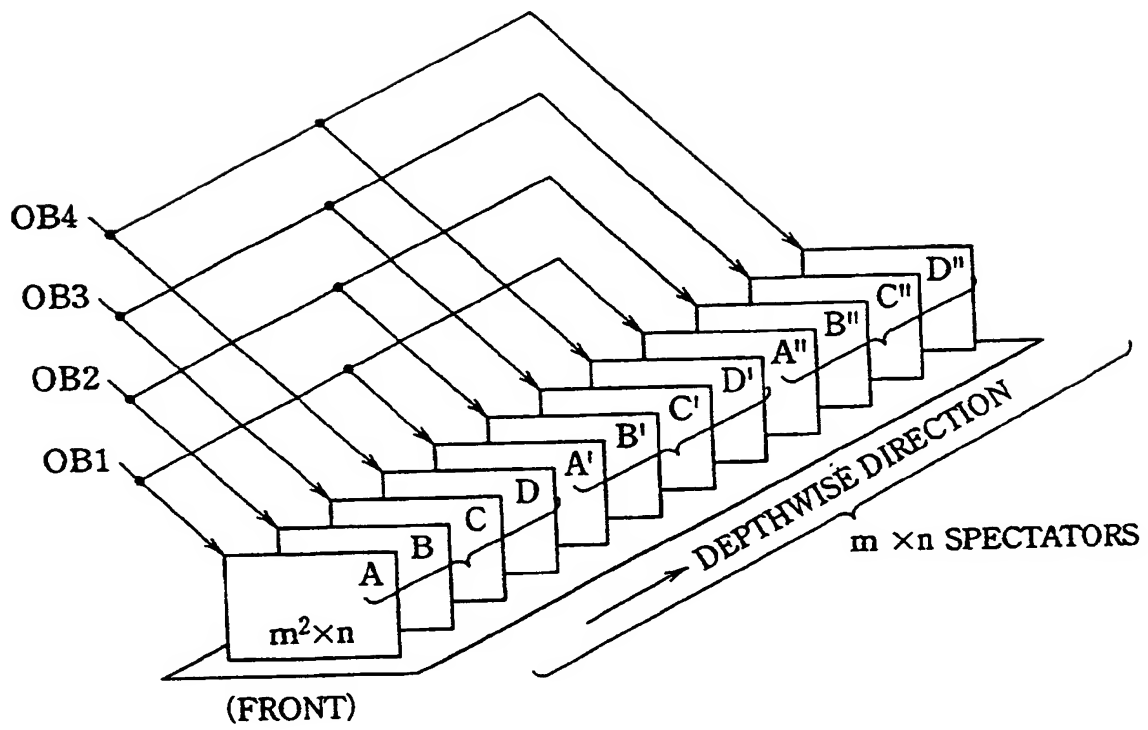 OB4
OB3
OB2
OB1
D"
C"
B"
A"
D'
C'
B'
A'
D
C
B
A
m²×n
DEPTHWISE DIRECTION
m ×n SPECTATORS
(FRONT)